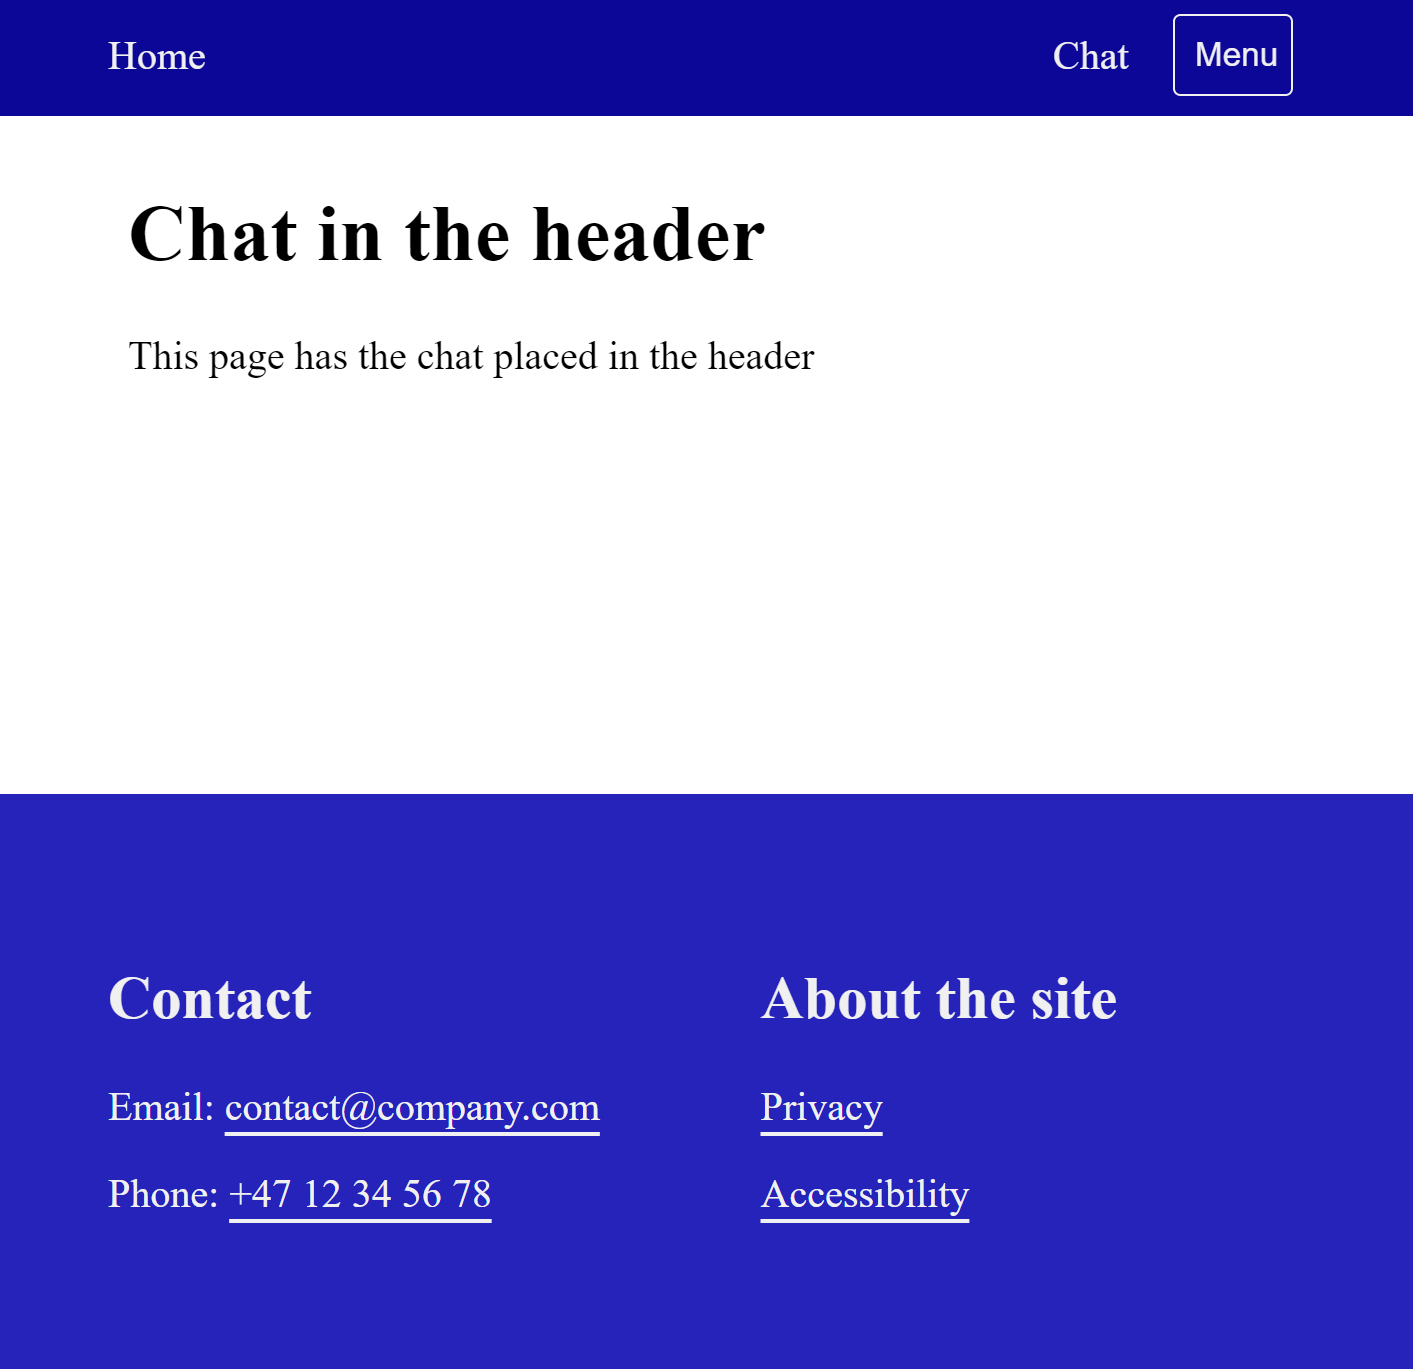 Home
Chat
Menu
Chat in the header
This page has the chat placed in the header
Contact
Email: contact@company.com
Phone: +47 12 34 56 78
About the site
Privacy
Accessibility